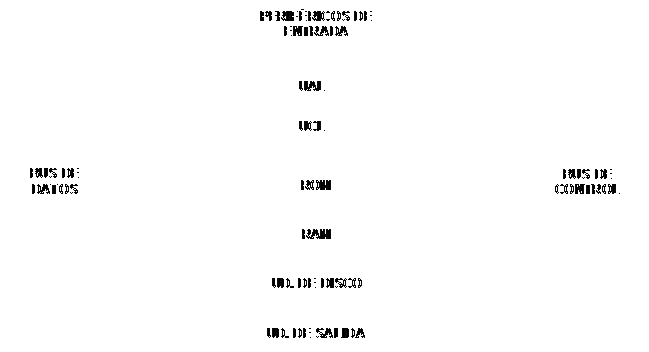 PERIFÉRICOS DE
ENTRADA
UAL
UCL
BUS DE
DATOS
ROM
BUS DE
CONTROL
RAM
UD. DE DISCO
UD. DE SALIDA